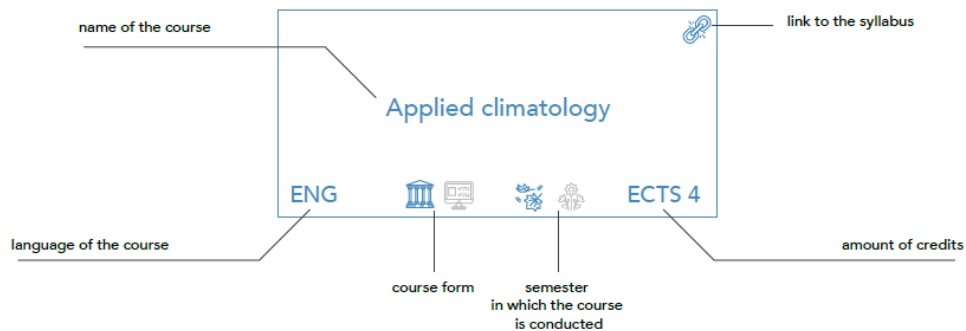 name of the course
link to the syllabus
Applied climatology
ENG
ECTS 4
language of the course
amount of credits
course form
semester
in which the course
is conducted